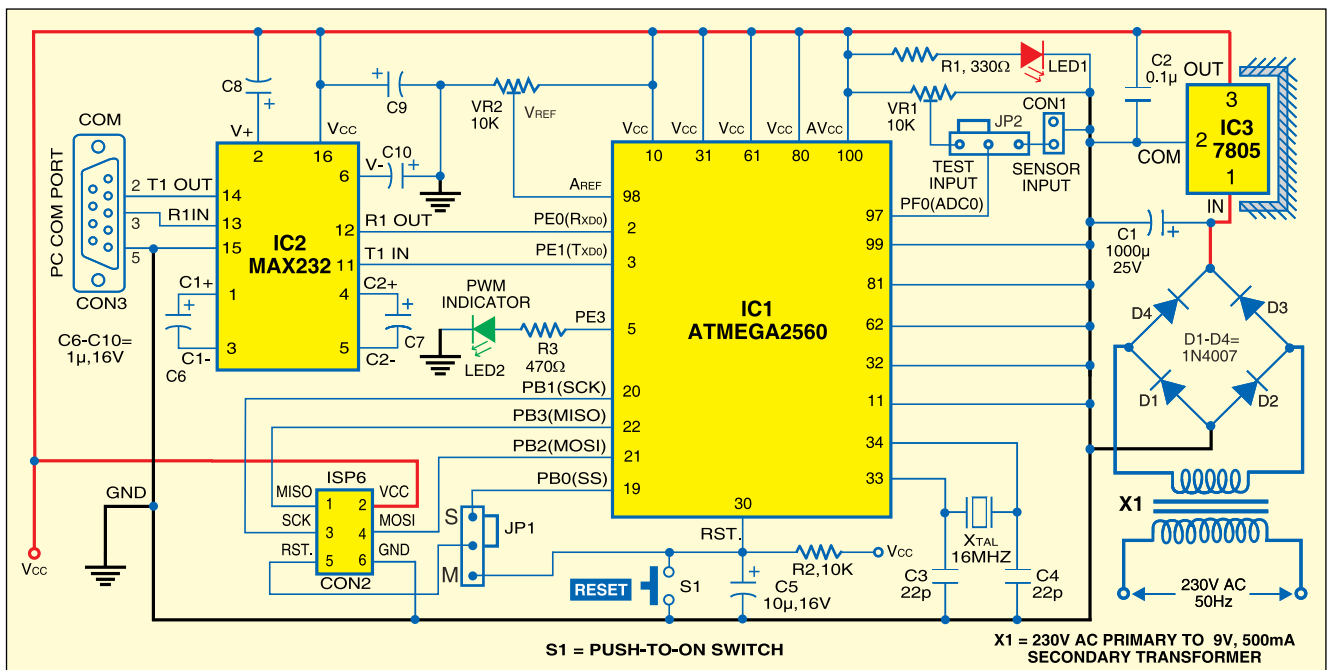 COM
PC COM PORT
2
3
5
CON3
T1 OUT
R1IN
C6-C10=
1µ,16V
C8
V+
C9
VCC
2
16
V-
C10
6
14
13
15
IC2
MAX232
12
11
1
3
4
5
C1+
C1-
C6
C2+
C2-
C7
R1 OUT
T1 IN
VR2
10K
VREF
AREF
PE0(RXD0)
PE1(TXD0)
PWM
INDICATOR
LED2
R3
470Ω
PE3
PB1(SCK)
PB3(MISO)
PB2(MOSI)
PB0(SS)
VCC
VCC
VCC
VCC
AVCC
10
31
61
80
100
98
2
3
5
20
22
21
19
IC1
ATMEGA2560
97
99
81
62
32
11
34
33
30
RST.
PF0(ADC0)
R1, 330Ω
LED1
VR1
10K
JP2
CON1
TEST
INPUT
SENSOR
INPUT
C2
0.1µ
OUT
3
IC3
7805
2
1
COM
IN
C1
1000µ
25V
D4
D3
D1-D4=
1N4007
D1
D2
X1
230V AC
50Hz
GND
VCC
ISP6
MISO
SCK
RST.
1
2
3
4
5
6
VCC
MOSI
GND
CON2
S
M
JP1
RESET
S1
C5
10µ,16V
R2,10K
VCC
XTAL
16MHZ
C3
22p
C4
22p
S1 = PUSH-TO-ON SWITCH
X1 = 230V AC PRIMARY TO 9V, 500mA
SECONDARY TRANSFORMER